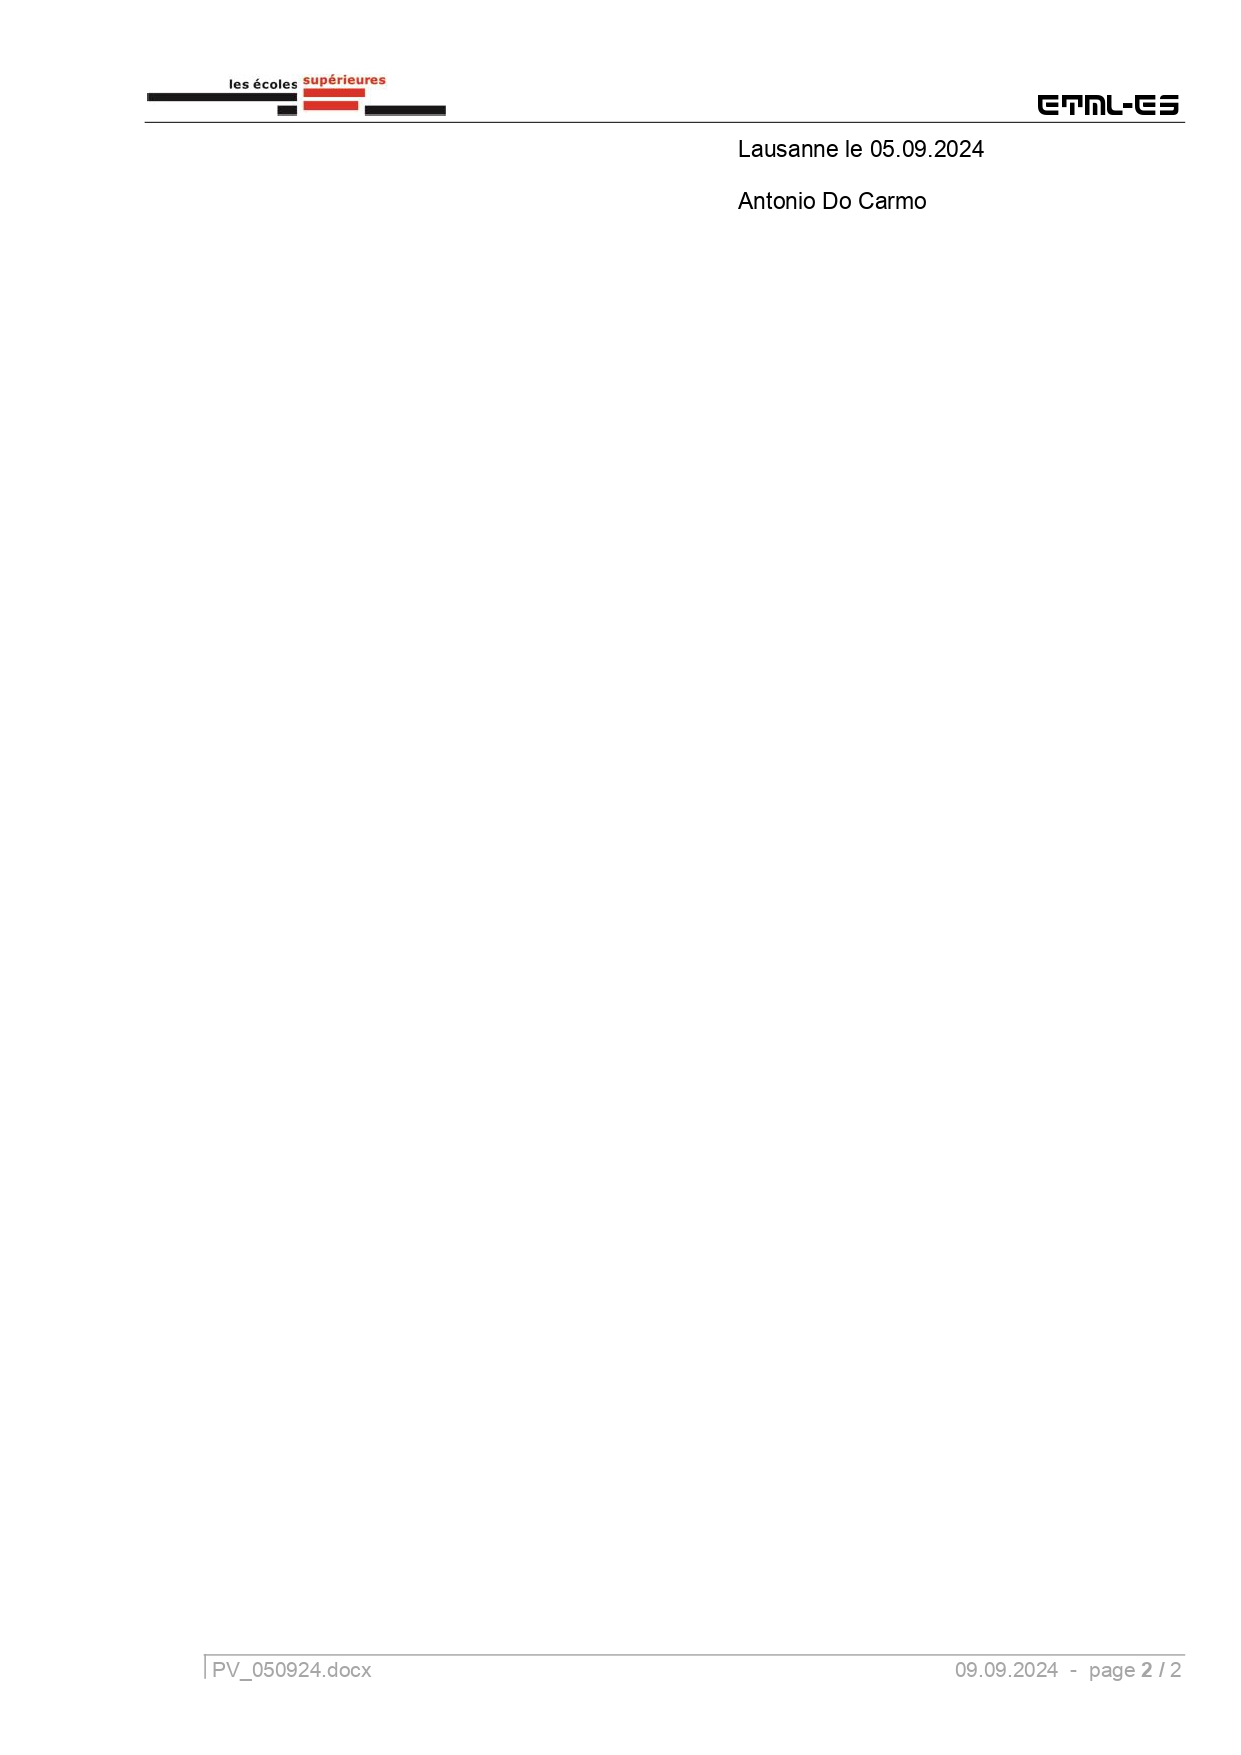 les écoles supérieures
ETML-ES
Lausanne le 05.09.2024
Antonio Do Carmo
PV_050924.docx 09.09.2024 - page 2 / 2